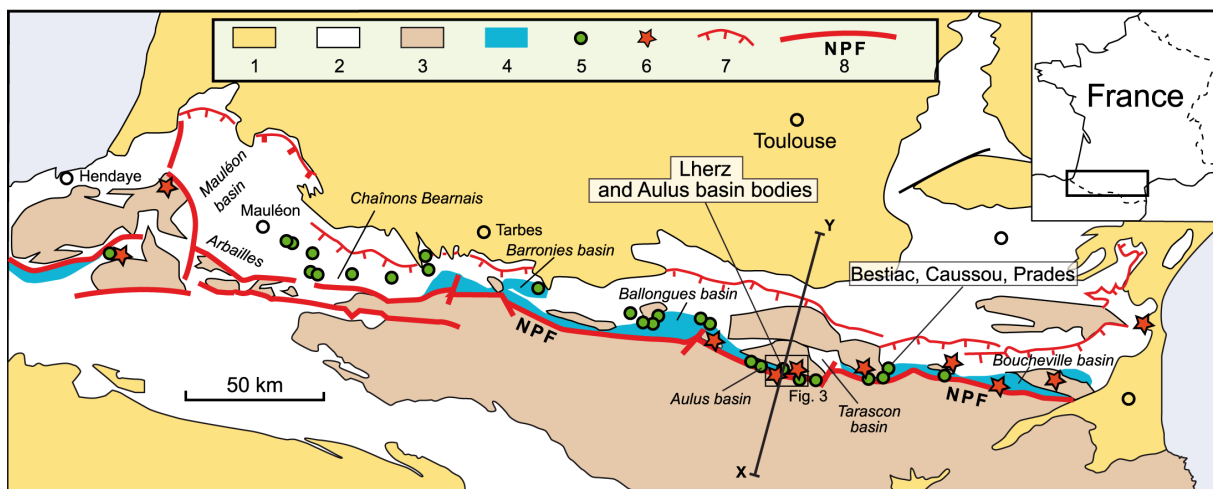 NPF
1 2 3 4 5 6 7 8
France
Toulouse
Lherz
and Aulus basin bodies
Hendaye
Mauléon
basin
Chaînons Bearnais
Mauléon
Y
Tarbes
Arbailles
Barronies basin
Bestiac, Caussou, Prades
Ballongues basin
NPF
Boucheville basin
50 km
Aulus basin
Fig. 3
Tarascon
basin
NPF
X